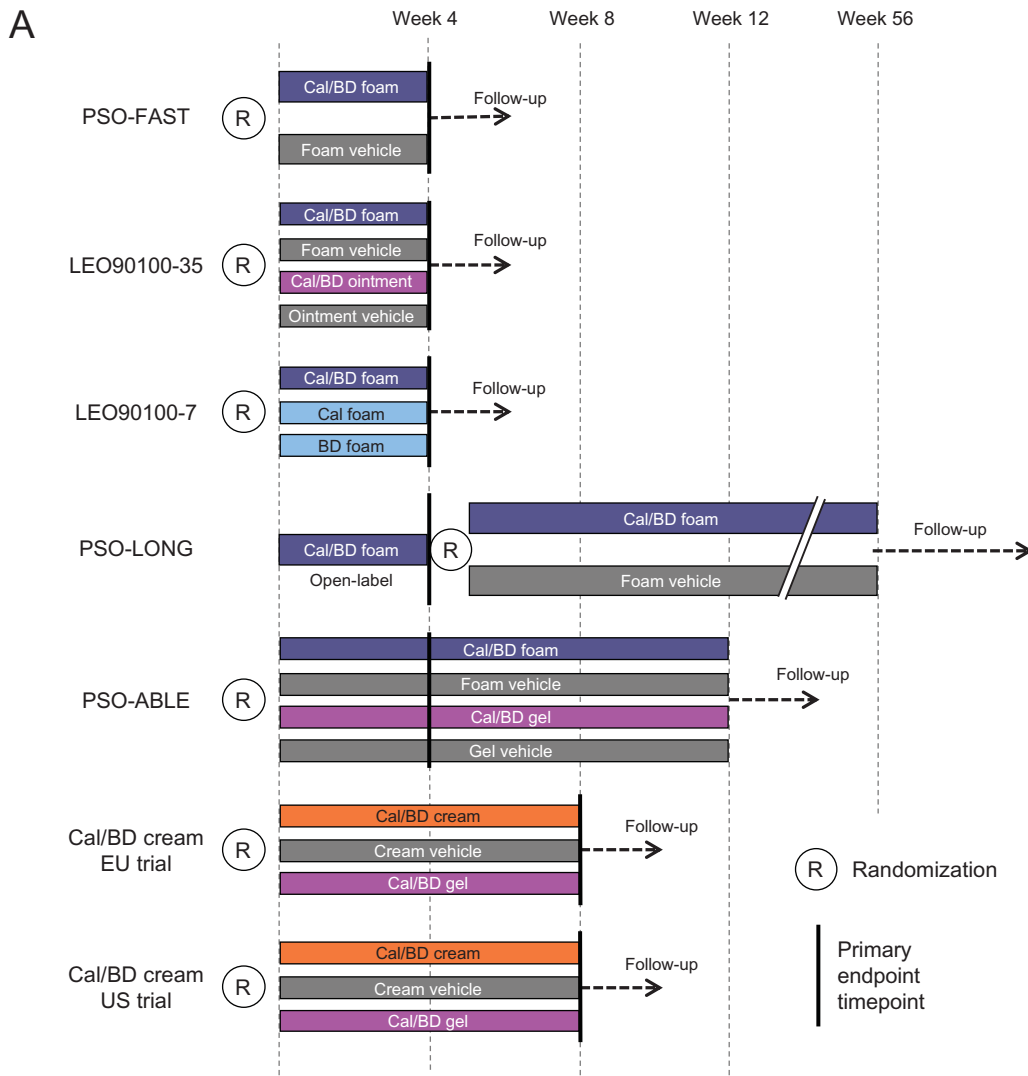 A
Week 4
Week 8
Week 12
Week 56
PSO-FAST
R
Cal/BD foam
Foam vehicle
Follow-up
LEO90100-35
R
Cal/BD foam
Foam vehicle
Cal/BD ointment
Ointment vehicle
Follow-up
LEO90100-7
R
Cal/BD foam
Cal foam
BD foam
Follow-up
PSO-LONG
Cal/BD foam
Open-label
R
Cal/BD foam
Foam vehicle
Follow-up
PSO-ABLE
R
Cal/BD foam
Foam vehicle
Cal/BD gel
Gel vehicle
Follow-up
Cal/BD cream
EU trial
R
Cal/BD cream
Cream vehicle
Cal/BD gel
Follow-up
Cal/BD cream
US trial
R
Cal/BD cream
Cream vehicle
Cal/BD gel
Follow-up
R
Randomization
Primary
endpoint
timepoint